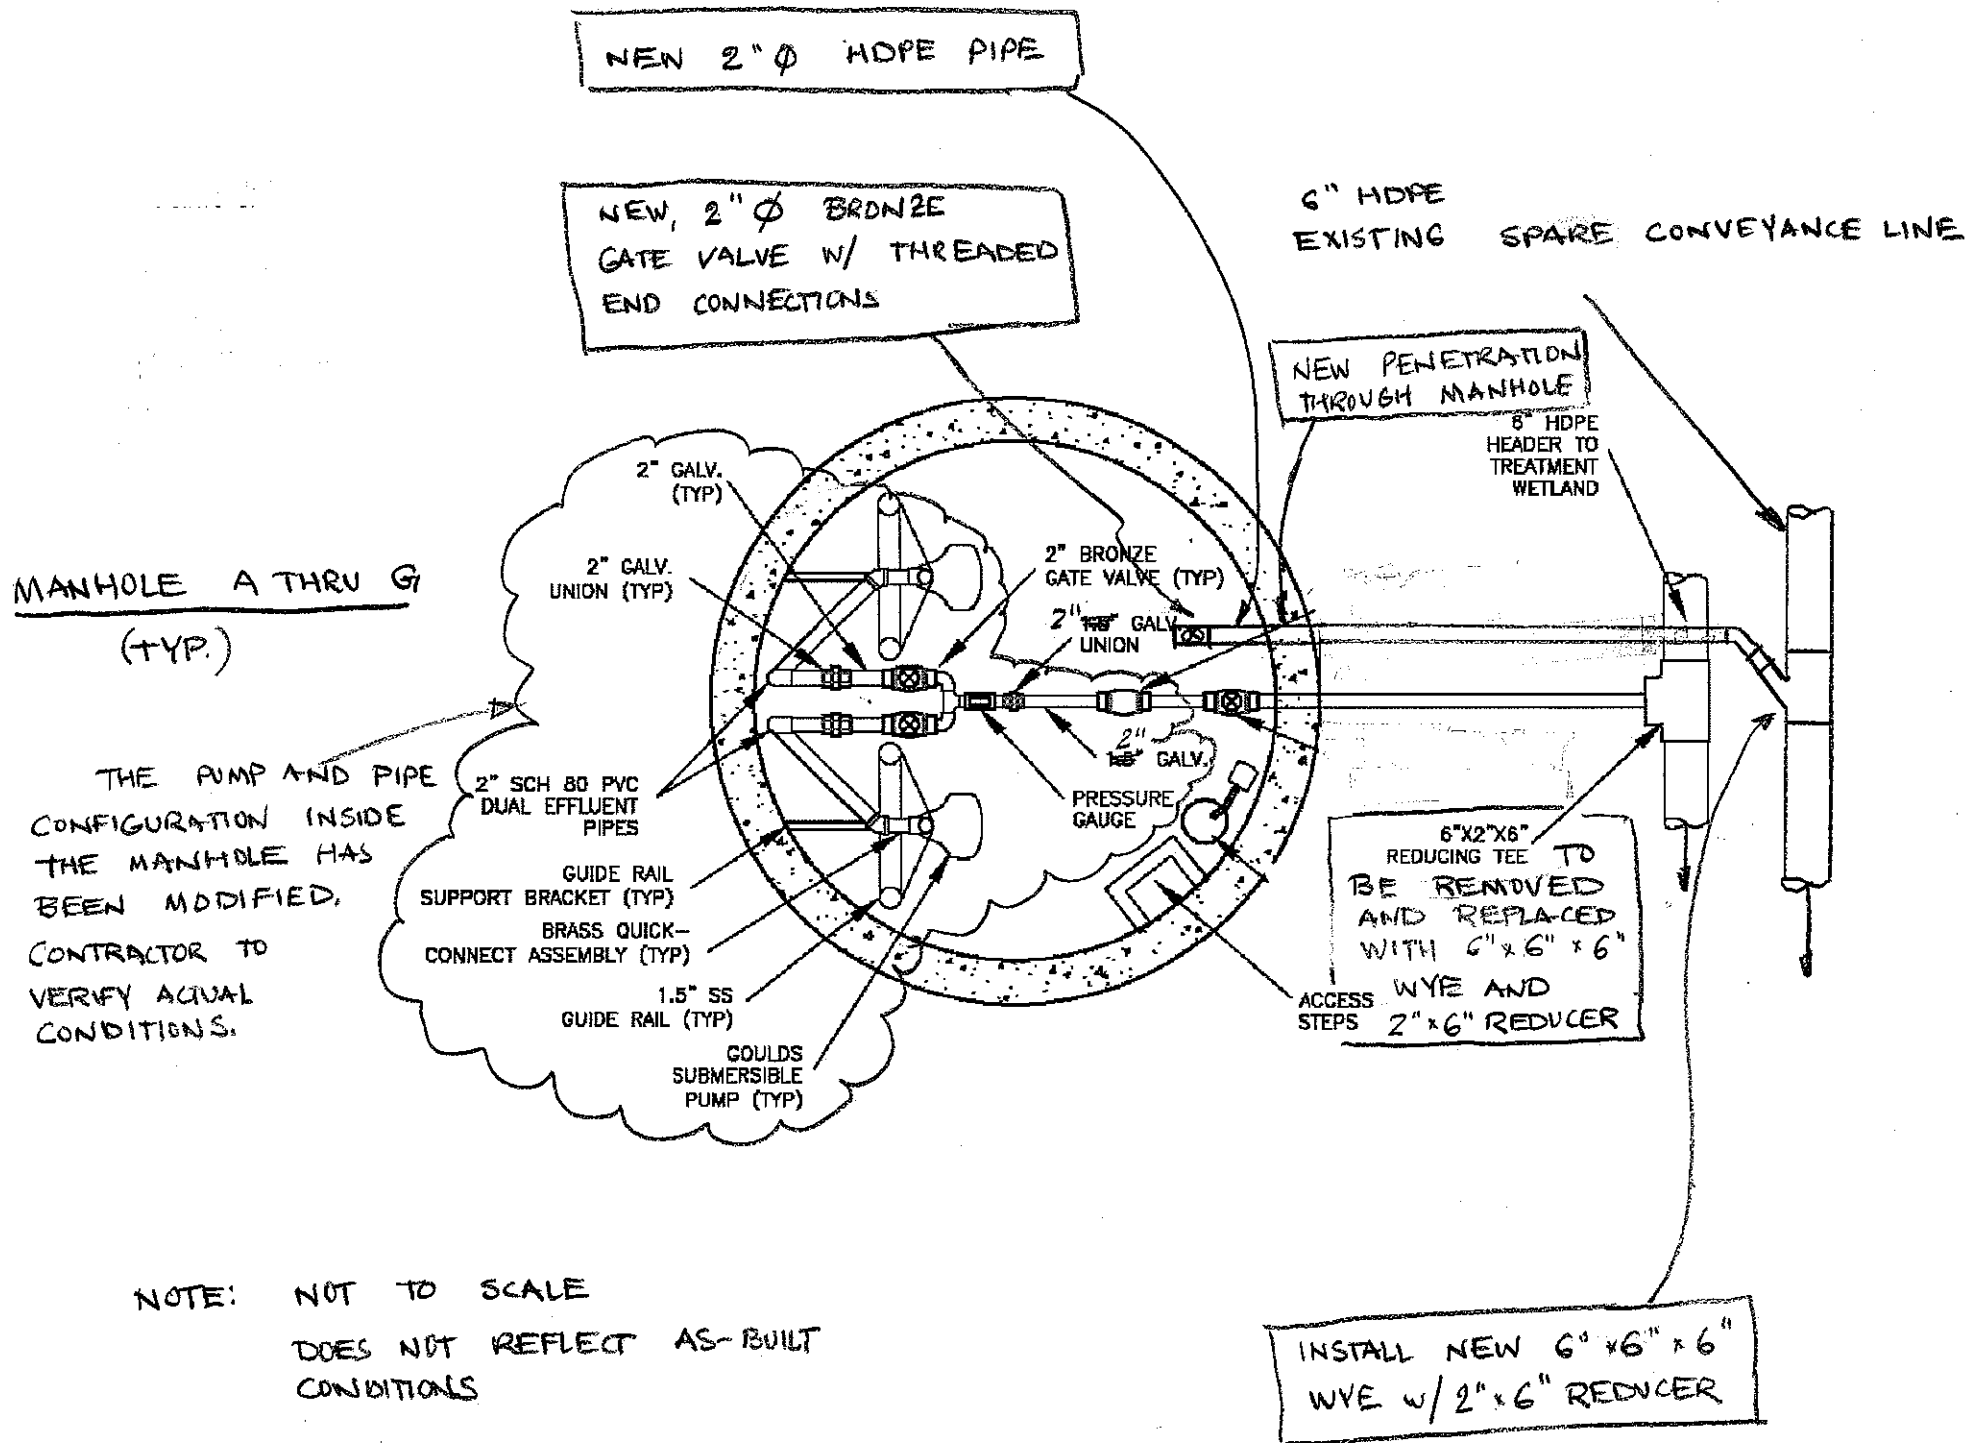 NEW 2"Ø HDPE PIPE
NEW, 2"Ø BRONZE
GATE VALVE W/ THREADED
END CONNECTIONS
6" HDPE
EXISTING SPARE CONVEYANCE LINE
NEW PENETRATION
THROUGH MANHOLE
6" HDPE
HEADER TO
TREATMENT
WETLAND
2" GALV.
(TYP)
2" GALV.
UNION (TYP)
2" BRONZE
GATE VALVE (TYP)
2" GALV.
UNION
2"
GALV.
PRESSURE
GAUGE
MANHOLE A THRU G
(TYP.)
THE PUMP AND PIPE
CONFIGURATION INSIDE
THE MANHOLE HAS
BEEN MODIFIED.
CONTRACTOR TO
VERIFY ACTUAL
CONDITIONS.
2" SCH 80 PVC
DUAL EFFLUENT
PIPES
GUIDE RAIL
SUPPORT BRACKET (TYP)
BRASS QUICK-
CONNECT ASSEMBLY (TYP)
1.5" SS
GUIDE RAIL (TYP)
GOULDS
SUBMERSIBLE
PUMP (TYP)
ACCESS
STEPS
6"X2"X6"
REDUCING TEE TO
BE REMOVED
AND REPLACED
WITH 6"x6"x6"
WYE AND
2"x6" REDUCER
NOTE: NOT TO SCALE
DOES NOT REFLECT AS-BUILT
CONDITIONS
INSTALL NEW 6"x6"x6"
WYE w/ 2"x6" REDUCER